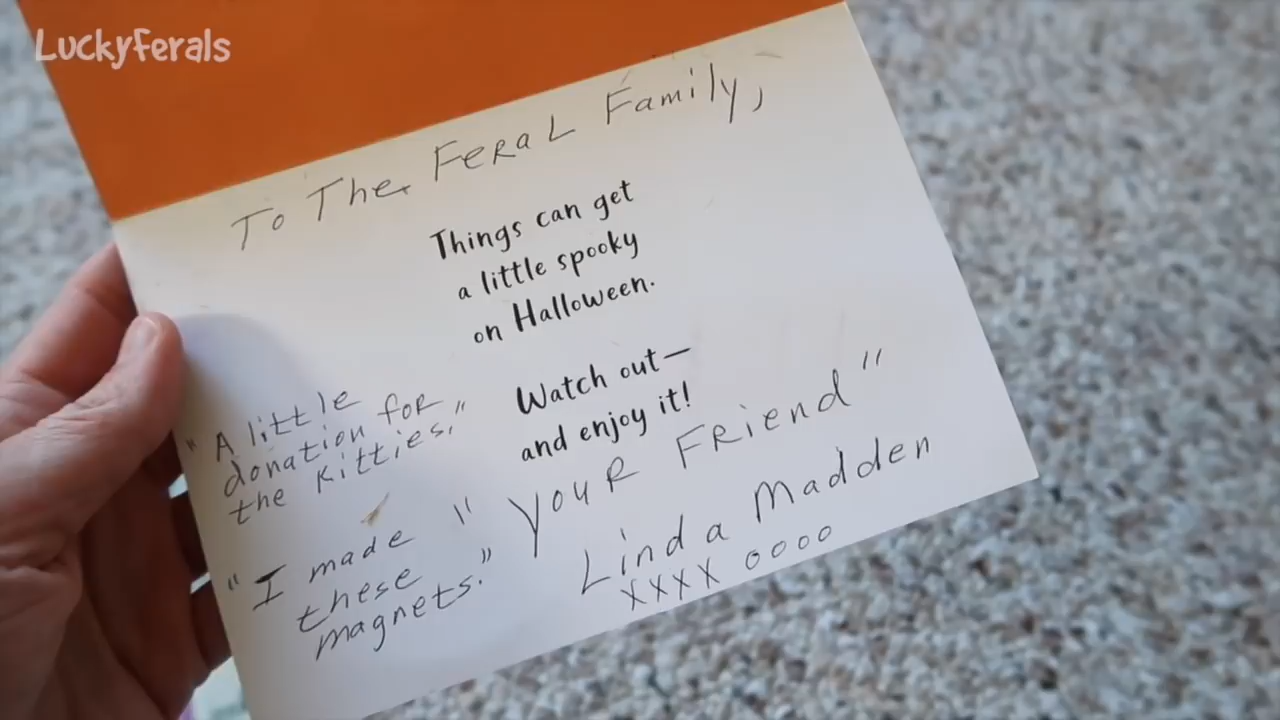 LuckyFerals
To The Feral Family,
Things can get
a little spooky
on Halloween.
Watch out—
and enjoy it!
"A little
donation for
the kitties."
"I made
these
magnets."
"Your Friend"
Linda Madden
XXXX OOOO